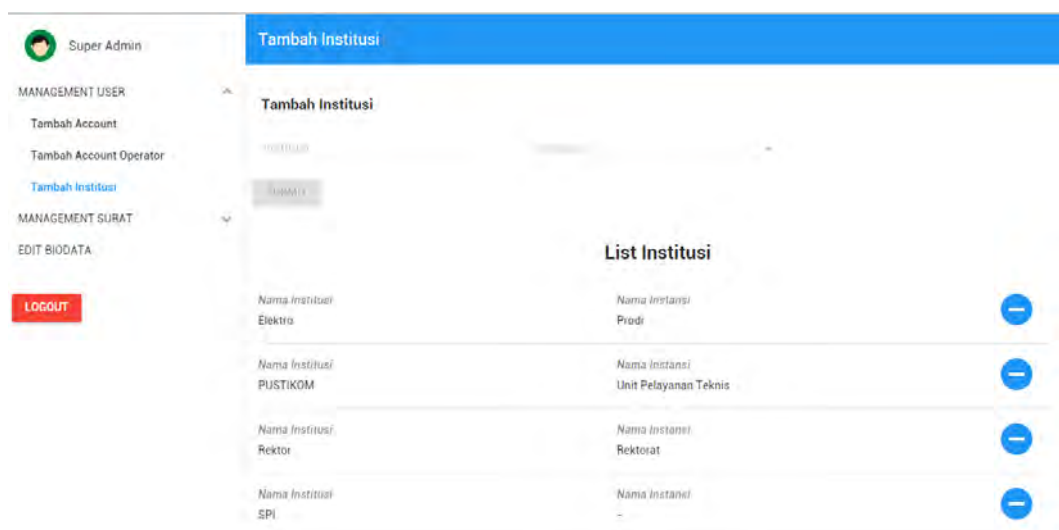 Super Admin
Tambah Institusi
MANAGEMENT USER
Tambah Account
Tambah Account Operator
Tambah Institusi
MANAGEMENT SURAT
EDIT BIODATA
LOGOUT
Tambah Institusi
Institusi
List Institusi
Nama Institusi Nama Instansi
Elektro Prodi
Nama Institusi Nama Instansi
PUSTIKOM Unit Pelayanan Teknis
Nama Institusi Nama Instansi
Rektor Rektorat
Nama Institusi Nama Instansi
SPI -